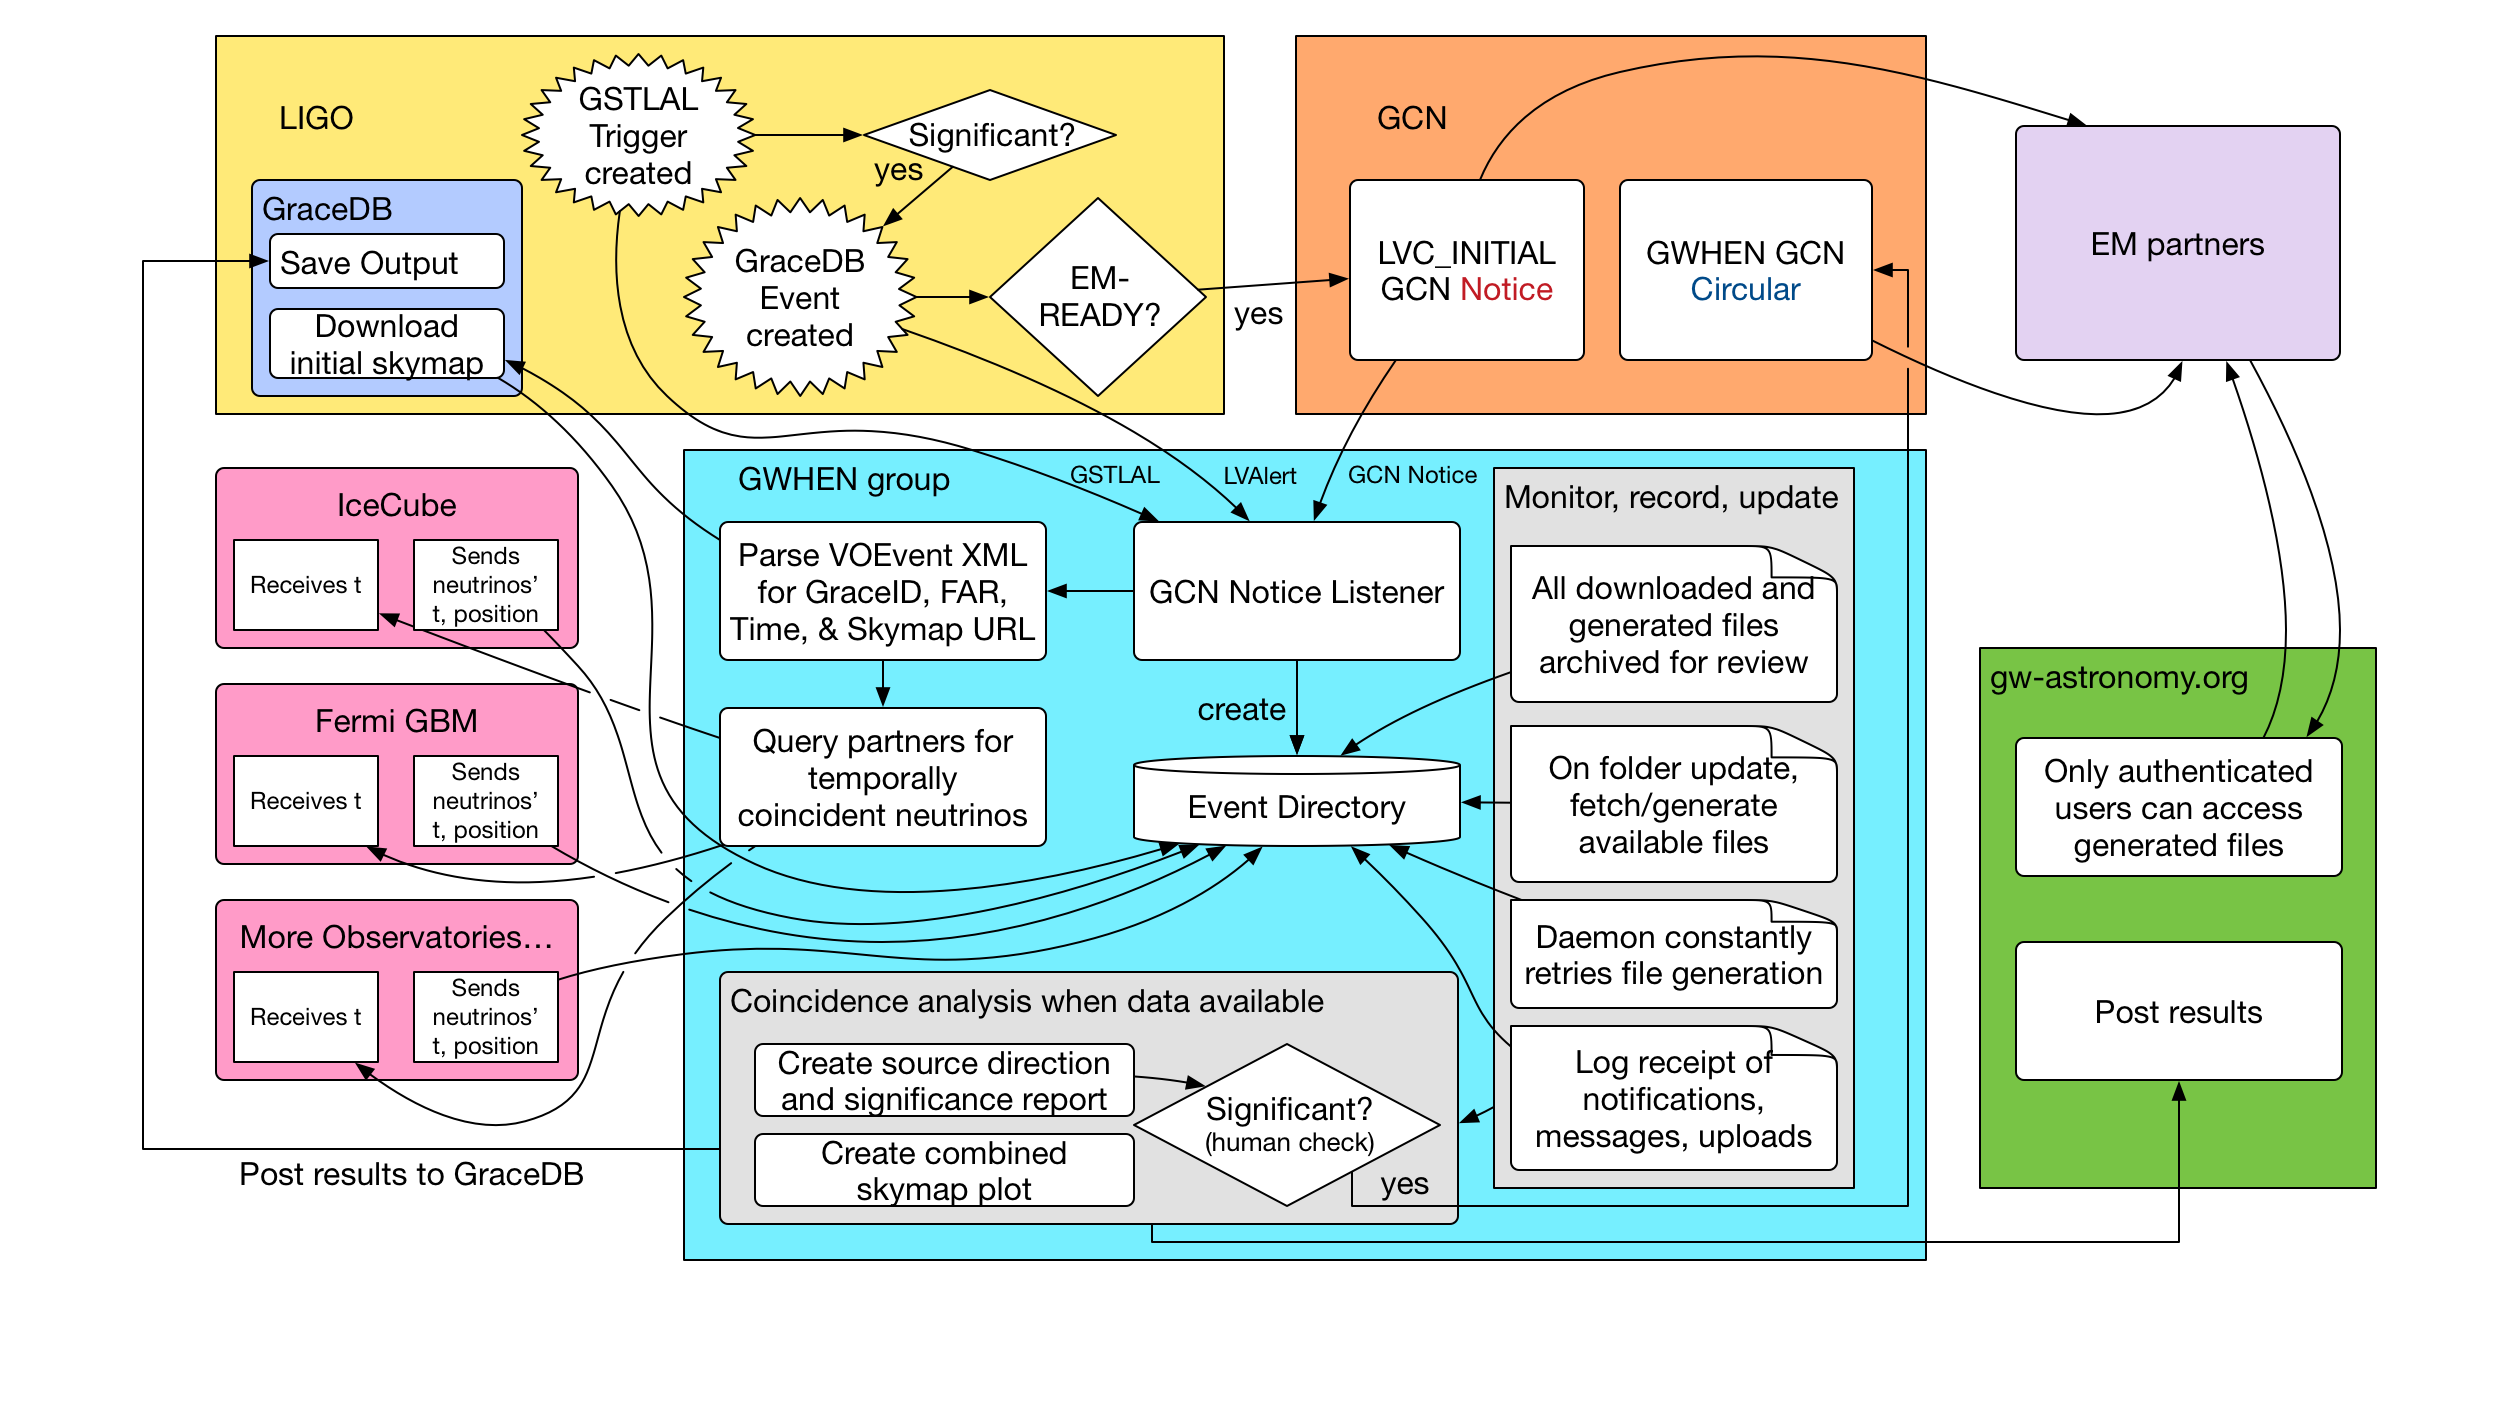 LIGO
GSTLAL
Trigger
created
Significant?
yes
GraceDB
Save Output
Download
initial skymap
GraceDB
Event
created
EM-
READY?
yes
GCN
LVC_INITIAL
GCN Notice
GWHEN GCN
Circular
EM partners
GWHEN group
GSTLAL
LVAlert
GCN Notice
Parse VOEvent XML
for GraceID, FAR,
Time, & Skymap URL
GCN Notice Listener
Query partners for
temporally
coincident neutrinos
create
Event Directory
Monitor, record, update
All downloaded and
generated files
archived for review
On folder update,
fetch/generate
available files
Daemon constantly
retries file generation
Log receipt of
notifications,
messages, uploads
IceCube
Receives t
Sends
neutrinos’
t, position
Fermi GBM
Receives t
Sends
neutrinos’
t, position
More Observatories…
Receives t
Sends
neutrinos’
t, position
Post results to GraceDB
Coincidence analysis when data available
Create source direction
and significance report
Create combined
skymap plot
Significant?
(human check)
yes
gw-astronomy.org
Only authenticated
users can access
generated files
Post results